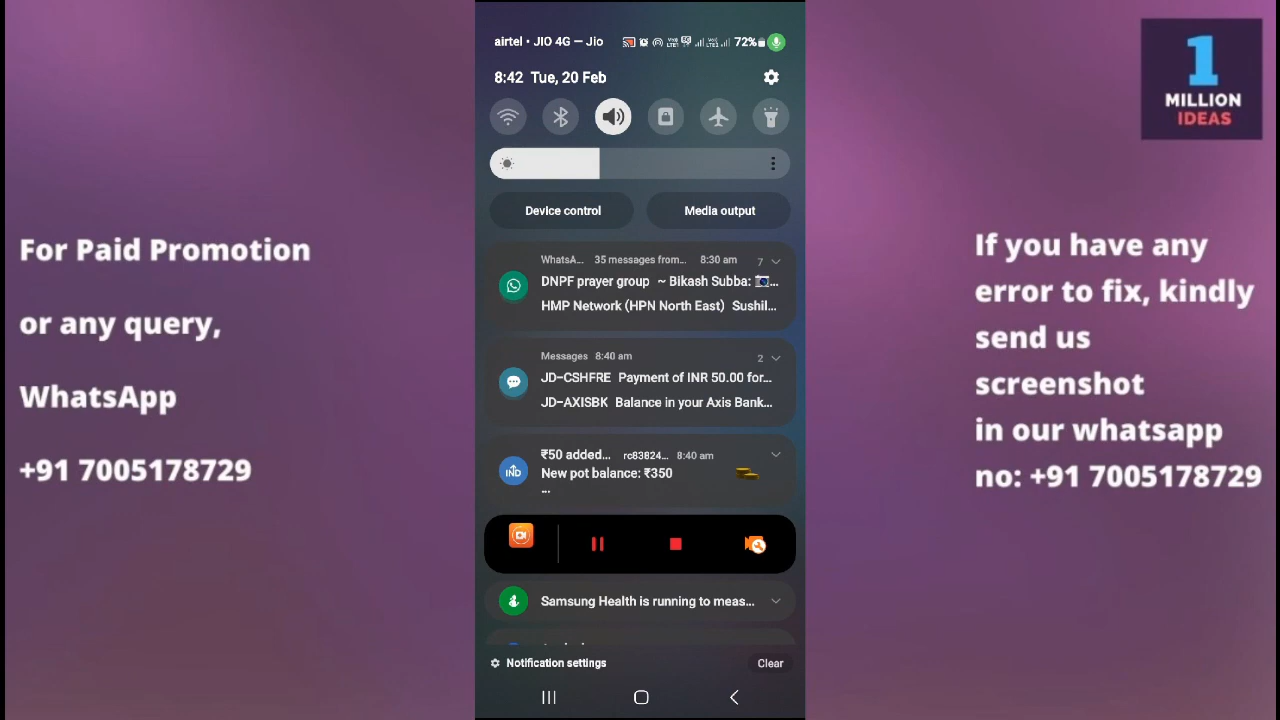 For Paid Promotion
or any query,
WhatsApp
+91 7005178729
airtel • JIO 4G — Jio
72%
8:42 Tue, 20 Feb
Device control
Media output
WhatsA... 35 messages from... 8:30 am 7
DNPF prayer group ~ Bikash Subba: 📷...
HMP Network (HPN North East) Sushil...
Messages 8:40 am 2
JD-CSHFRE Payment of INR 50.00 for...
JD-AXISBK Balance in your Axis Bank...
IND
₹50 added... rc83824... 8:40 am
New pot balance: ₹350
...
Samsung Health is running to meas...
Notification settings
Clear
1
MILLION
IDEAS
If you have any
error to fix, kindly
send us
screenshot
in our whatsapp
no: +91 7005178729